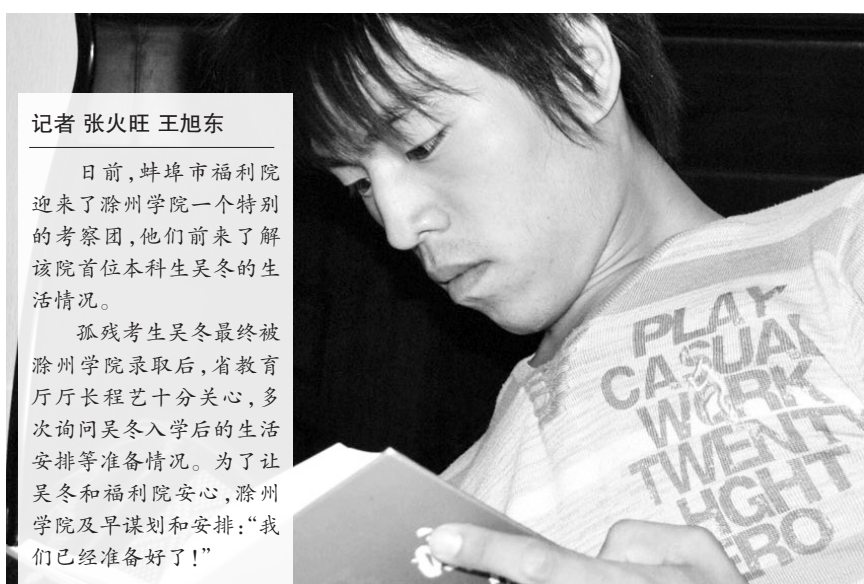 记者 张火旺 王旭东
日前,蚌埠市福利院
迎来了滁州学院一个特别
的考察团,他们前来了解
该院首位本科生吴冬的生
活情况。
孤残考生吴冬最终被
滁州学院录取后,省教育
厅厅长程艺十分关心,多
次询问吴冬入学后的生活
安排等准备情况。为了让
吴冬和福利院安心,滁州
学院及早谋划和安排:“我
们已经准备好了!”
PLAY
CASUAL
WORK
TWENTY